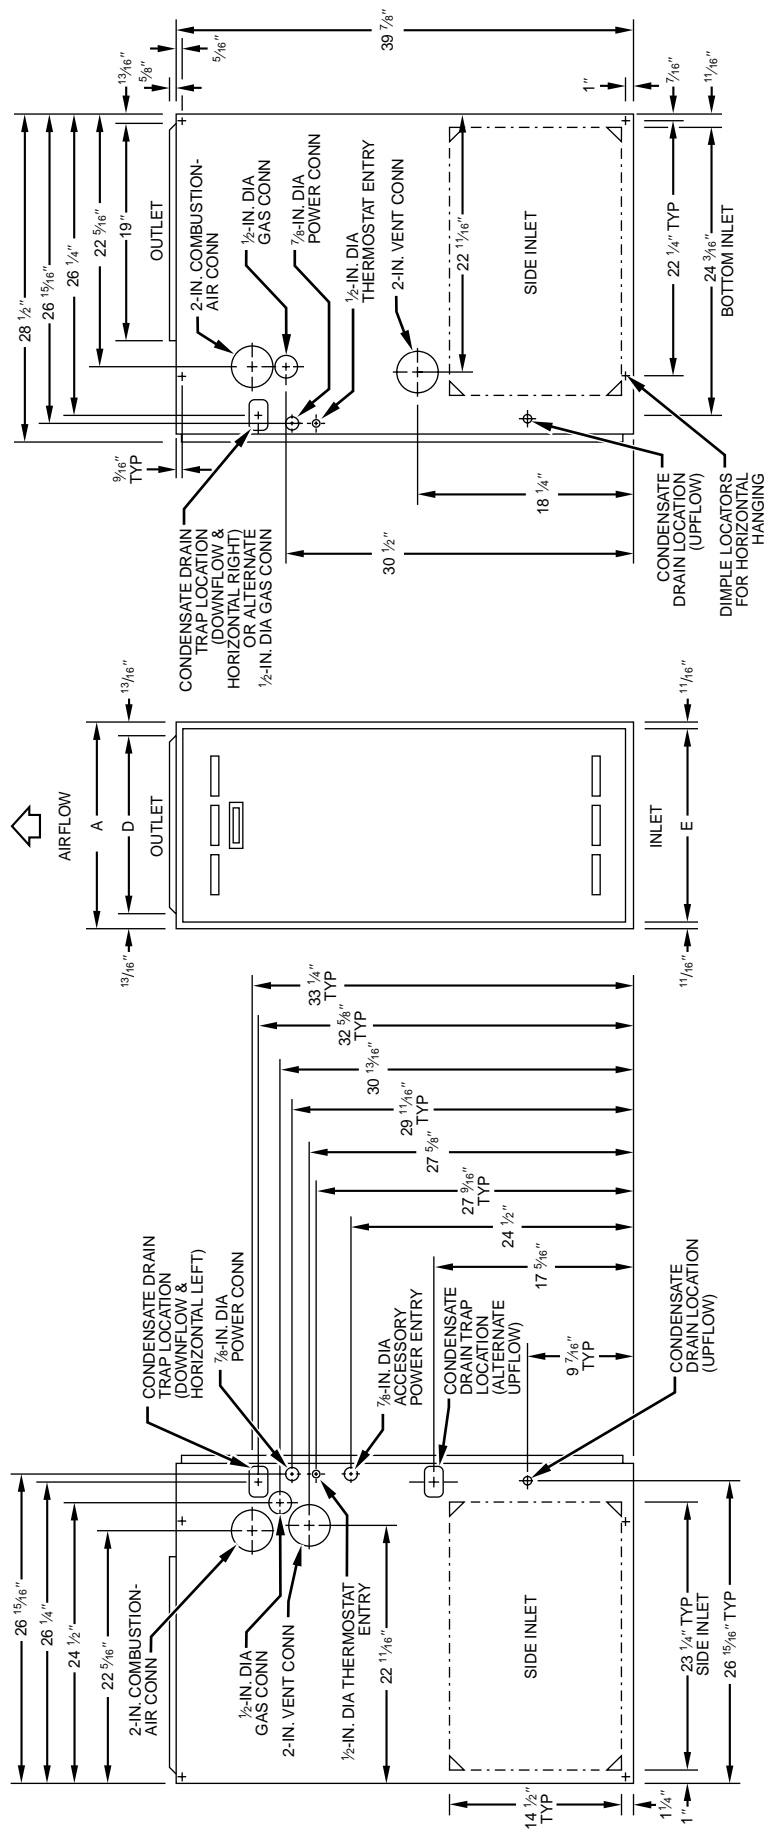 26 15/16"
26 1/4"
24 1/2"
22 5/16"
2-IN. COMBUSTION-
AIR CONN
1/2-IN. DIA
GAS CONN
2-IN. VENT CONN
1/2-IN. DIA THERMOSTAT
ENTRY
22 11/16"
SIDE INLET
23 1/4" TYP
SIDE INLET
26 15/16" TYP
14 1/2"
TYP
1 1/4"
1"
CONDENSATE DRAIN
TRAP LOCATION
(DOWNFLOW &
HORIZONTAL LEFT)
7/8-IN. DIA
POWER CONN
7/8-IN. DIA
ACCESSORY
POWER ENTRY
CONDENSATE
DRAIN TRAP
LOCATION
(ALTERNATE
UPFLOW)
CONDENSATE
DRAIN LOCATION
(UPFLOW)
33 1/4"
TYP
32 5/8"
TYP
30 13/16"
29 11/16"
TYP
27 5/8"
27 9/16"
TYP
24 1/2"
17 5/16"
9 7/16"
TYP
AIRFLOW
A
13/16"
D
13/16"
OUTLET
INLET
11/16"
E
11/16"
28 1/2"
26 15/16"
26 1/4"
22 5/16"
19"
OUTLET
13/16"
5/8"
5/16"
9/16"
TYP
2-IN. COMBUSTION-
AIR CONN
1/2-IN. DIA
GAS CONN
7/8-IN. DIA
POWER CONN
1/2-IN. DIA
THERMOSTAT ENTRY
2-IN. VENT CONN
22 11/16"
SIDE INLET
39 7/8"
CONDENSATE DRAIN
TRAP LOCATION
(DOWNFLOW &
HORIZONTAL RIGHT)
OR ALTERNATE
1/2-IN. DIA GAS CONN
30 1/2"
18 1/4"
1"
7/16"
11/16"
22 1/4" TYP
24 3/16"
BOTTOM INLET
CONDENSATE
DRAIN LOCATION
(UPFLOW)
DIMPLE LOCATORS
FOR HORIZONTAL
HANGING